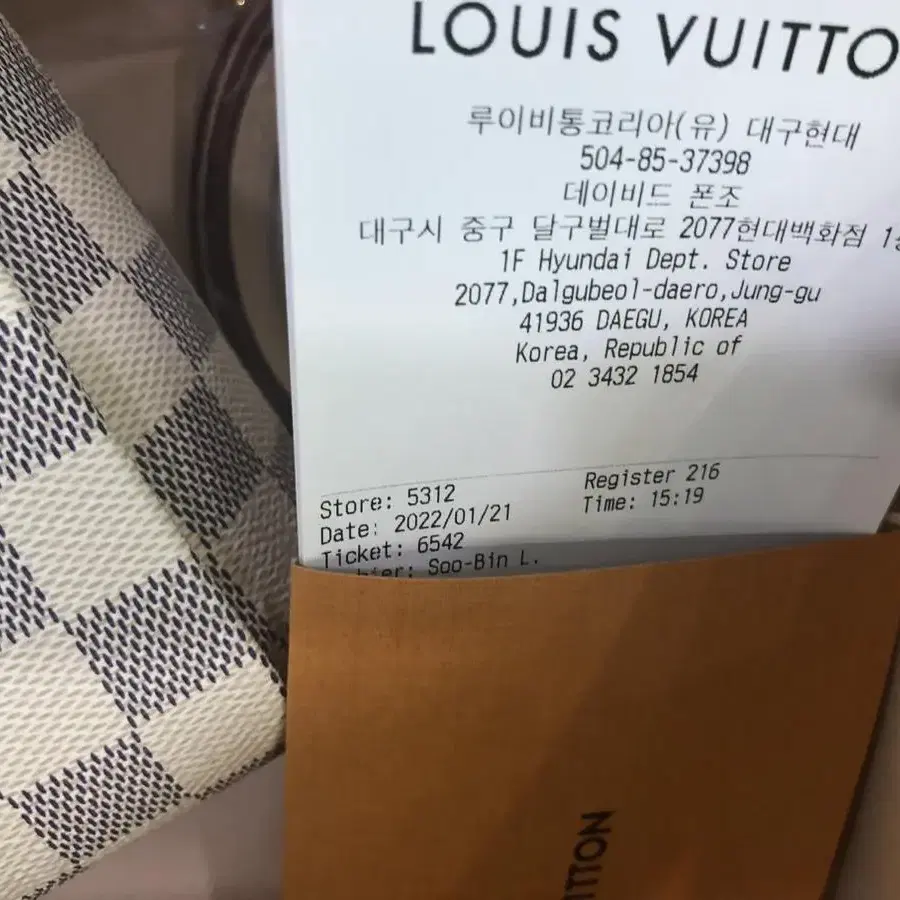 LOUIS VUITTO
루이비통코리아(유) 대구현대
504-85-37398
데이비드 폰조
대구시 중구 달구벌대로 2077현대백화점 1
1F Hyundai Dept. Store
2077,Dalgubeol-daero,Jung-gu
41936 DAEGU, KOREA
Korea, Republic of
02 3432 1854
Store: 5312 Register 216
Date: 2022/01/21 Time: 15:19
Ticket: 6542
Soo-Bin L.
ITTON